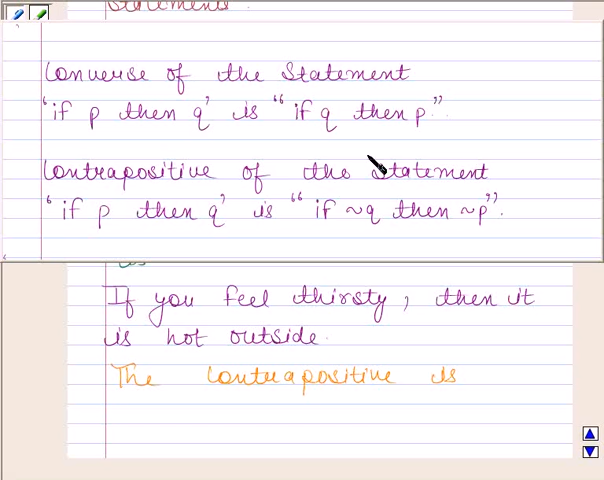 Statements.
Converse of the Statement
'if p then q' is "if q then p".
Contrapositive of the Statement
'if p then q' is "if ~q then ~p".
If you feel thirsty, then it
is hot outside.
The contrapositive is